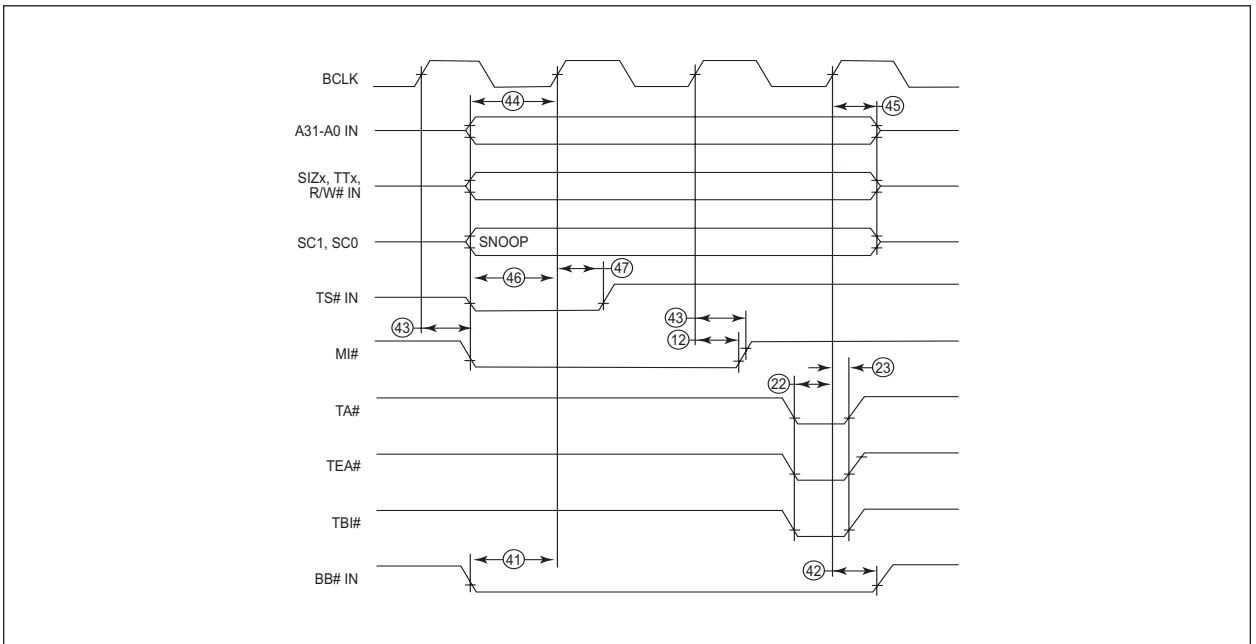 BCLK
44
45
A31-A0 IN
SIZx, TTx,
R/W# IN
SC1, SC0
SNOOP
46
47
TS# IN
43
43
12
MI#
22
23
TA#
TEA#
TBI#
41
42
BB# IN